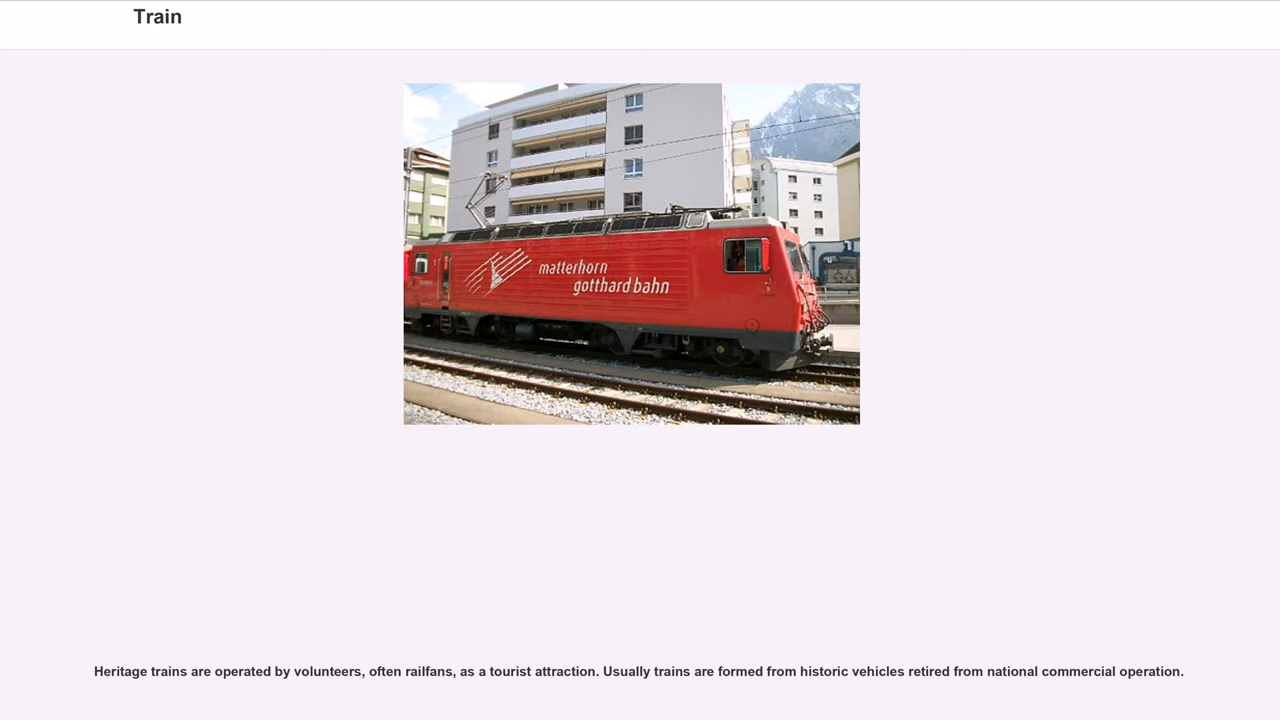 Train
matterhorn
gotthard bahn
Heritage trains are operated by volunteers, often railfans, as a tourist attraction. Usually trains are formed from historic vehicles retired from national commercial operation.